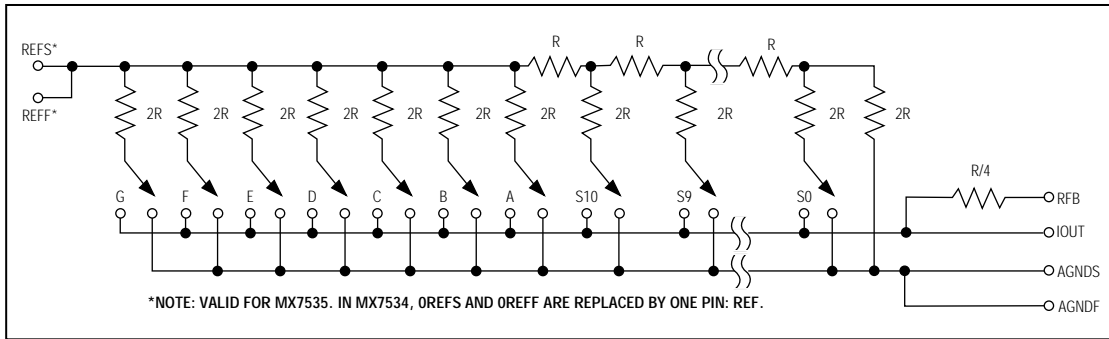 R R R
REFS*
REFF*
2R 2R 2R 2R 2R 2R 2R 2R 2R 2R 2R
R/4
G F E D C B A S10 S9 S0
RFB
IOUT
AGNDS
*NOTE: VALID FOR MX7535. IN MX7534, 0REFS AND 0REFF ARE REPLACED BY ONE PIN: REF.
AGNDF